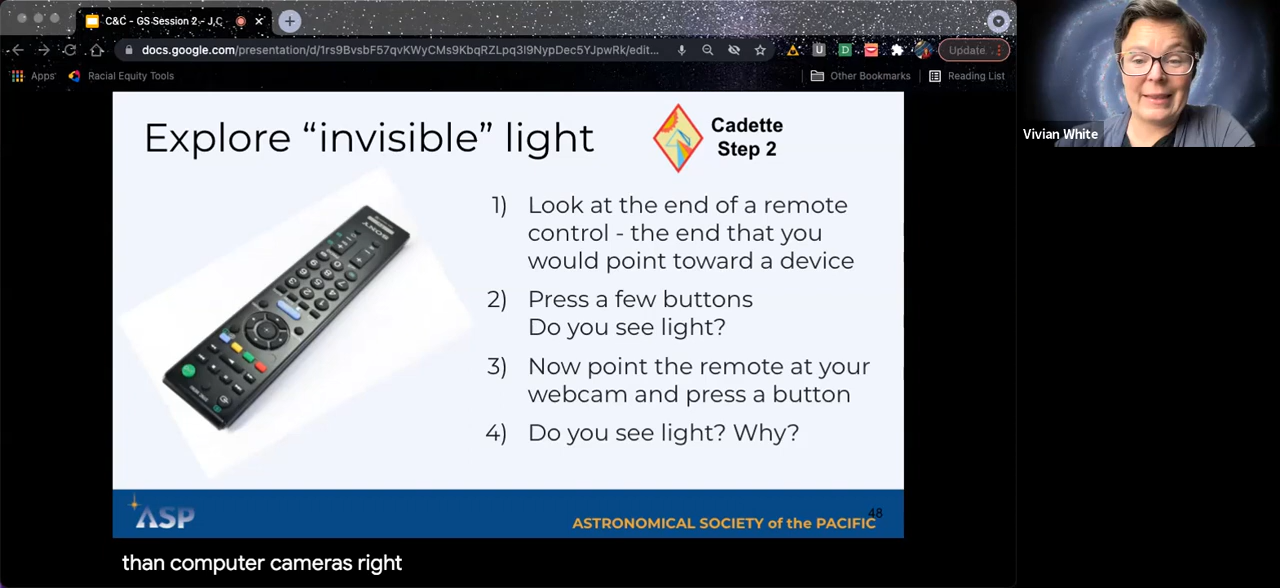 C&C - GS Session 2 - J,C
docs.google.com/presentation/d/1rs9BvsbF57qvKWyCMs9KbqRZLpq3I9NypDec5YJpwRk/edit...
Update
Apps
Racial Equity Tools
Other Bookmarks
Reading List
Explore “invisible” light
Cadette
Step 2
SONY
1) Look at the end of a remote
control - the end that you
would point toward a device
2) Press a few buttons
Do you see light?
3) Now point the remote at your
webcam and press a button
4) Do you see light? Why?
ASP
48
ASTRONOMICAL SOCIETY of the PACIFIC
than computer cameras right
Vivian White